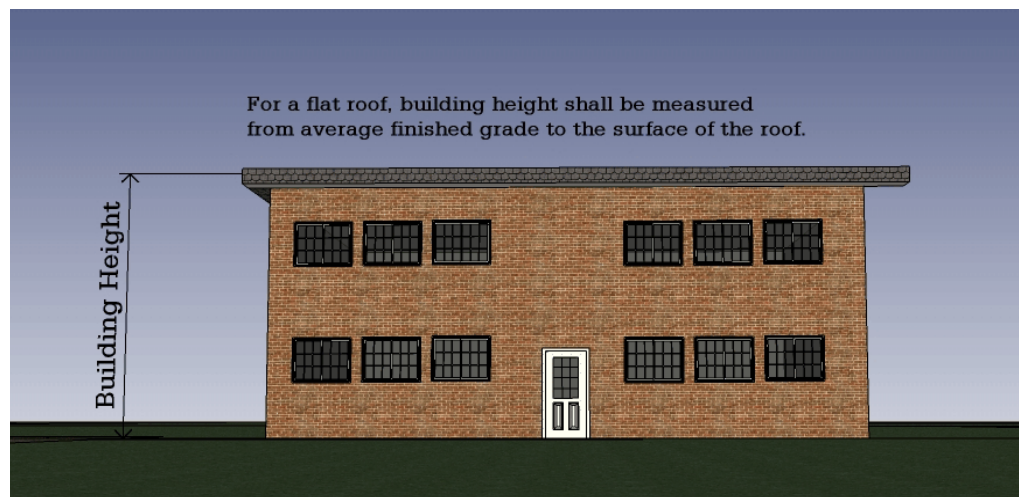 For a flat roof, building height shall be measured
from average finished grade to the surface of the roof.
Building Height